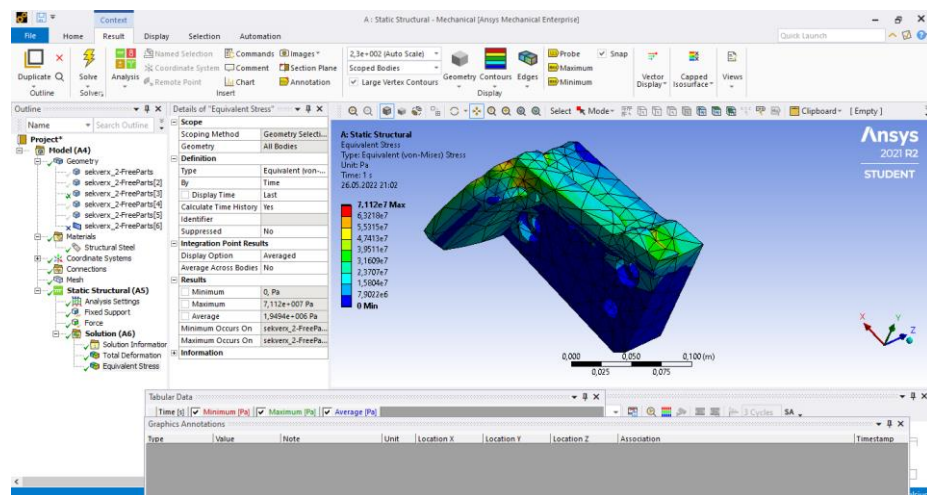 Context
A : Static Structural - Mechanical [Ansys Mechanical Enterprise]
File Home Result Display Selection Automation
Quick Launch
Duplicate Q
Outline
Solve
Solver
Analysis
Named Selection
Coordinate System
Remote Point
Commands
Comment
Chart
Images
Section Plane
Annotation
Insert
2,3e+002 (Auto Scale)
Scoped Bodies
Large Vertex Contours
Geometry Contours Edges
Display
Probe
Maximum
Minimum
Snap
Vector Display
Capped Isosurface
Views
Outline
Name
Search Outline
Project*
Model (A4)
Geometry
sekverx_2-FreeParts
sekverx_2-FreeParts[2]
sekverx_2-FreeParts[3]
sekverx_2-FreeParts[4]
sekverx_2-FreeParts[5]
sekverx_2-FreeParts[6]
Materials
Structural Steel
Coordinate Systems
Connections
Mesh
Static Structural (A5)
Analysis Settings
Fixed Support
Force
Solution (A6)
Solution Informatior
Total Deformation
Equivalent Stress
Details of "Equivalent Stress"
Scope
Scoping Method Geometry Selecti...
Geometry All Bodies
Definition
Type Equivalent (von-...
By Time
Display Time Last
Calculate Time History Yes
Identifier
Suppressed No
Integration Point Results
Display Option Averaged
Average Across Bodies No
Results
Minimum 0, Pa
Maximum 7,112e+007 Pa
Average 1,9494e+006 Pa
Minimum Occurs On sekverx_2-FreePa...
Maximum Occurs On sekverx_2-FreePa...
Information
Select Mode
Clipboard [ Empty ]
A: Static Structural
Equivalent Stress
Type: Equivalent (von-Mises) Stress
Unit: Pa
Time: 1 s
26.05.2022 21:02
7,112e7 Max
6,3218e7
5,5315e7
4,7413e7
3,9511e7
3,1609e7
2,3707e7
1,5804e7
7,9022e6
0 Min
Ansys
2021 R2
STUDENT
0,000 0,050 0,100 (m)
0,025 0,075
X Y Z
Tabular Data
Time [s] Minimum [Pa] Maximum [Pa] Average [Pa]
3 Cycles SA
Graphics Annotations
Type Value Note Unit Location X Location Y Location Z Association Timestamp